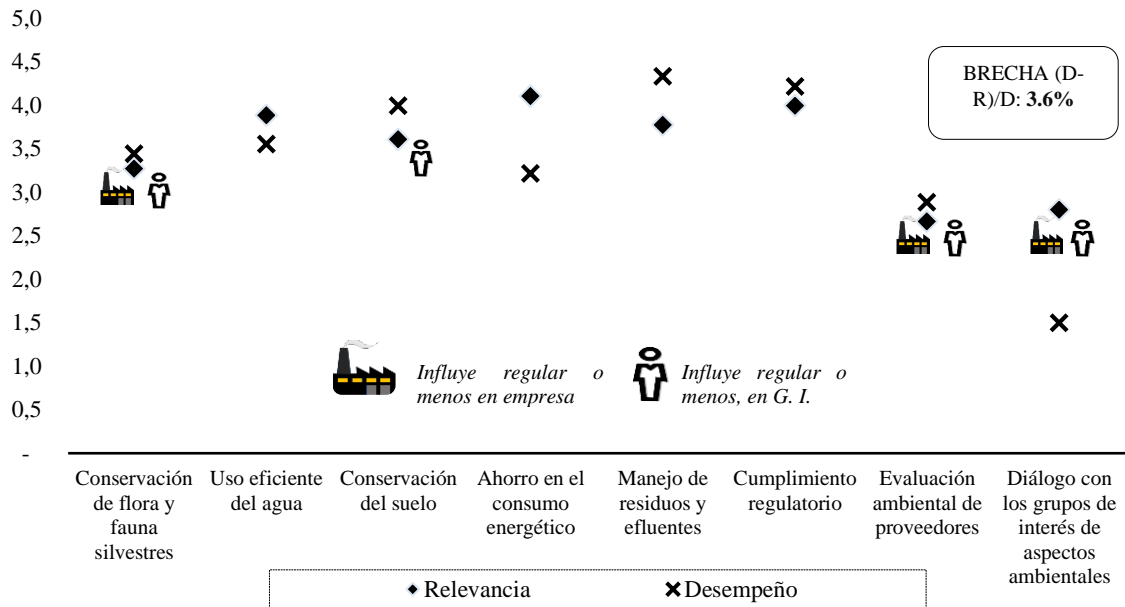 5,0
4,5
4,0
3,5
3,0
2,5
2,0
1,5
1,0
0,5
-
BRECHA (D-
R)/D: 3.6%
Influye regular o
menos en empresa
Influye regular o
menos, en G. I.
Conservación
de flora y
fauna
silvestres
Uso eficiente
del agua
Conservación
del suelo
Ahorro en el
consumo
energético
Manejo de
residuos y
efluentes
Cumplimiento
regulatorio
Evaluación
ambiental de
proveedores
Diálogo con
los grupos de
interés de
aspectos
ambientales
Relevancia
Desempeño